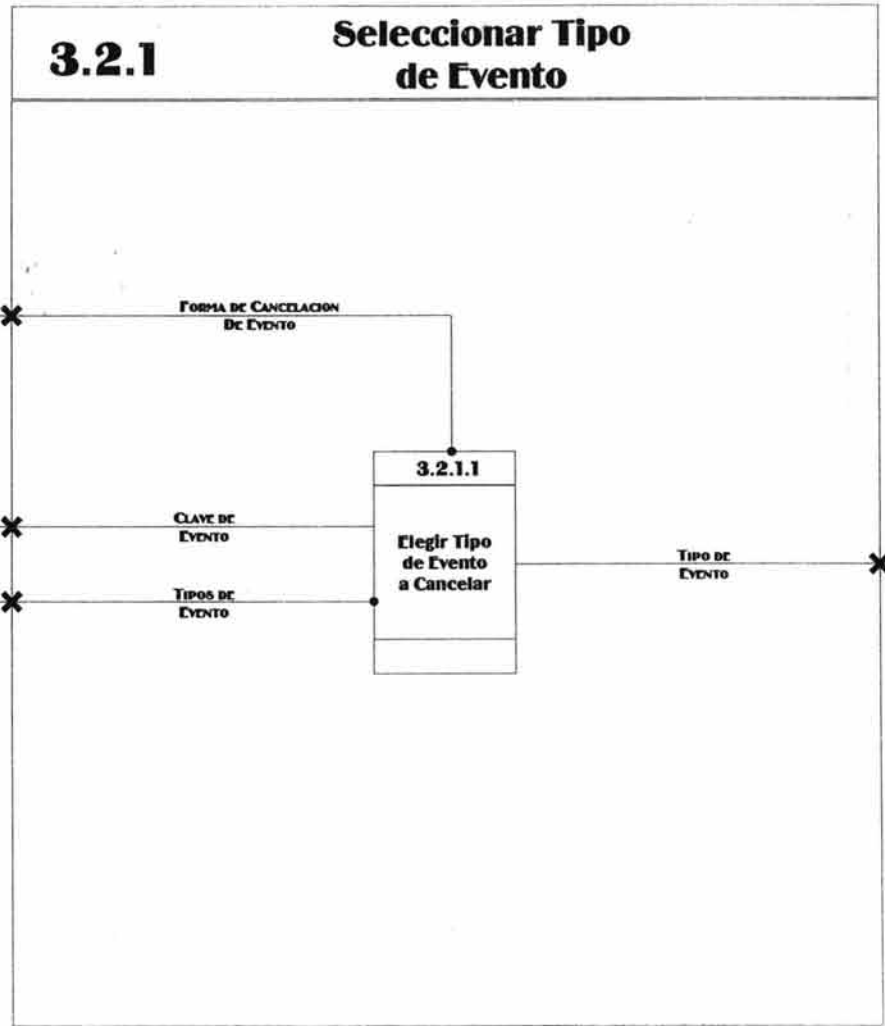 3.2.1
Seleccionar Tipo
de Evento
FORMA DE CANCELACION
DE EVENTO
3.2.1.1
CLAVE DE
EVENTO
Elegir Tipo
de Evento
a Cancelar
TIPO DE
EVENTO
TIPOS DE
EVENTO